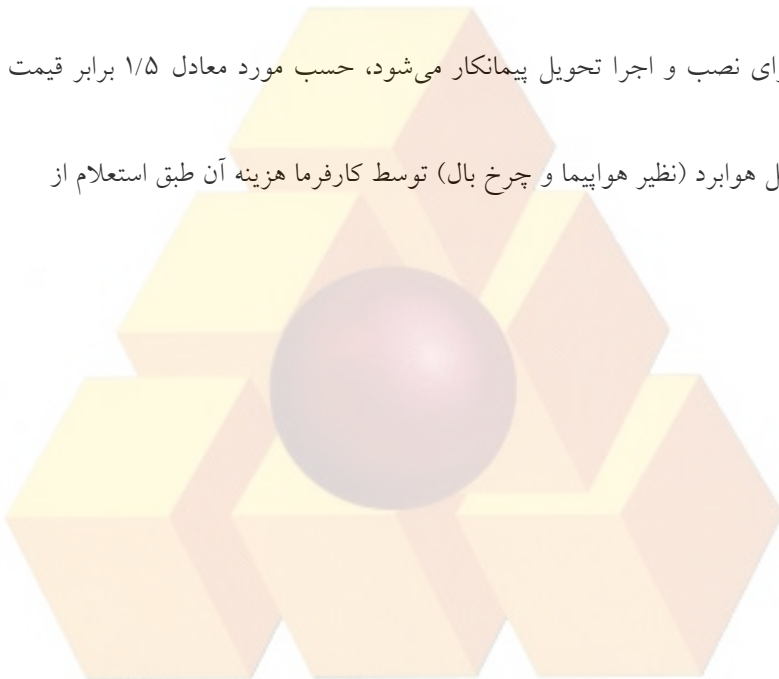 نصب و اجرا تحویل پیمانکار می‌شود، حسب مورد معادل ۱/۵ برابر قیمت
هوابرد (نظیر هواپیما و چرخ بال) توسط کارفرما هزینه آن طبق استعلام از